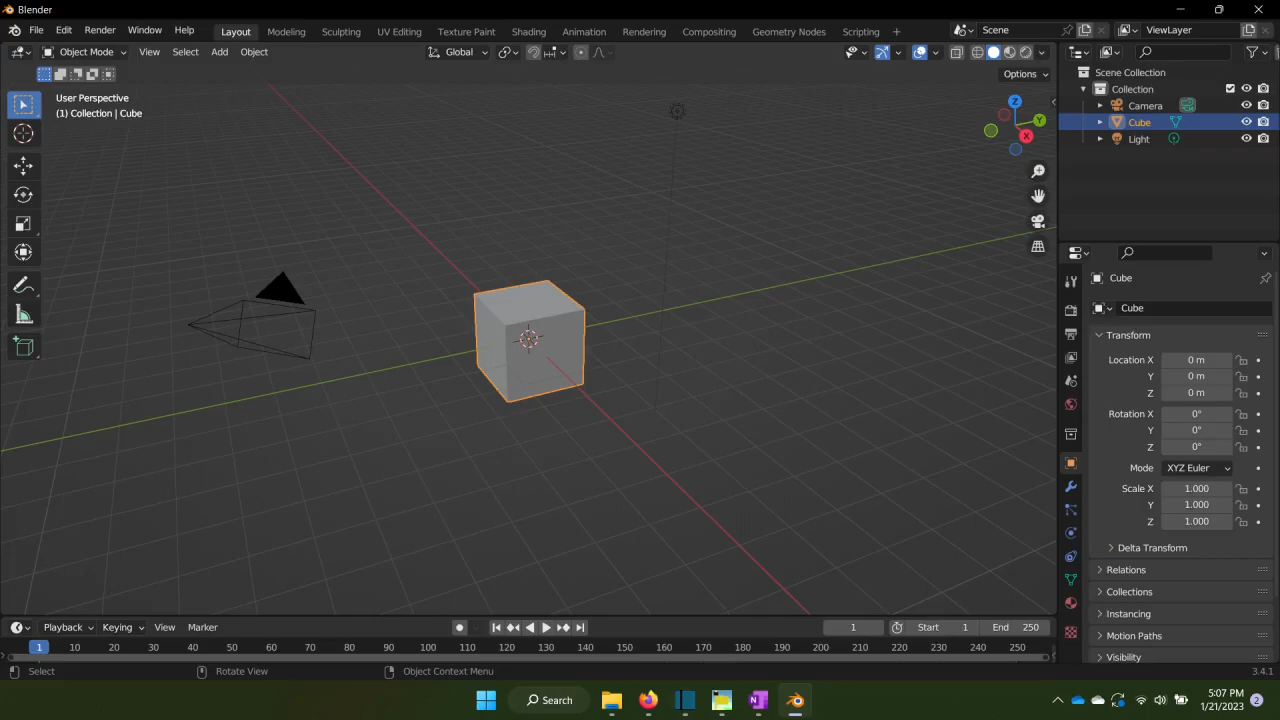 Blender
File Edit Render Window Help Layout Modeling Sculpting UV Editing Texture Paint Shading Animation Rendering Compositing Geometry Nodes Scripting + Scene ViewLayer
Object Mode View Select Add Object Global
Options
User Perspective
(1) Collection | Cube
Z
Y
X
Scene Collection
Collection
Camera
Cube
Light
Cube
Cube
Transform
Location X 0 m
Y 0 m
Z 0 m
Rotation X 0°
Y 0°
Z 0°
Mode XYZ Euler
Scale X 1.000
Y 1.000
Z 1.000
Delta Transform
Relations
Collections
Instancing
Motion Paths
Visibility
Playback Keying View Marker 1 Start 1 End 250
1 10 20 30 40 50 60 70 80 90 100 110 120 130 140 150 160 170 180 190 200 210 220 230 240 250
Select Rotate View Object Context Menu 3.4.1
Search
5:07 PM
1/21/2023
2